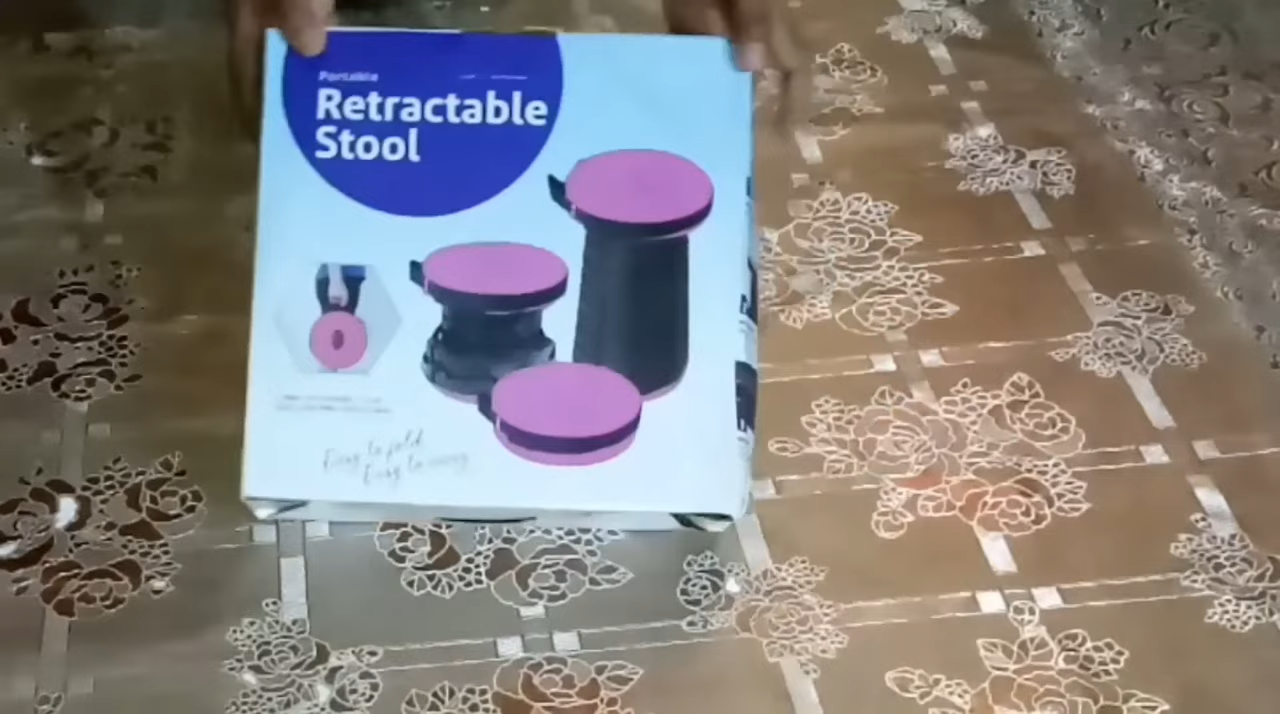 Portable
Retractable
Stool
Easy to fold
Easy to carry